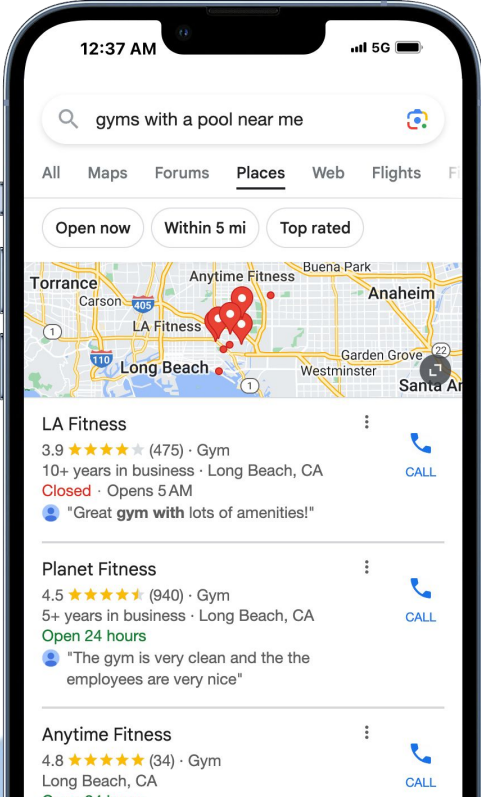 12:37 AM 5G
gyms with a pool near me
All Maps Forums Places Web Flights
Open now Within 5 mi Top rated
Buena Park
Anytime Fitness
Torrance
Anaheim
Carson
405
LA Fitness
1
22
110
Garden Grove
Long Beach
Westminster
1
Santa Ar
LA Fitness
3.9 (475) · Gym
10+ years in business · Long Beach, CA
Closed · Opens 5 AM
CALL
"Great gym with lots of amenities!"
Planet Fitness
4.5 (940) · Gym
5+ years in business · Long Beach, CA
CALL
Open 24 hours
"The gym is very clean and the the
employees are very nice"
Anytime Fitness
4.8 (34) · Gym
Long Beach, CA
CALL